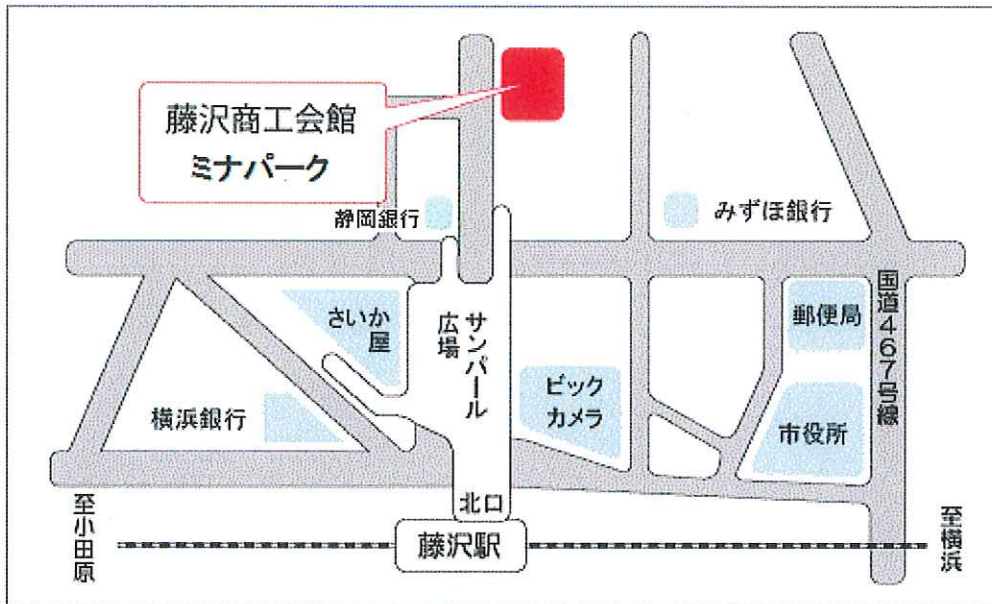 藤沢商工会館
ミナパーク
静岡銀行
みずほ銀行
さいか
屋
サンパール
広場
ビック
カメラ
郵便局
国道467号線
横浜銀行
市役所
至小田原
北口
藤沢駅
至横浜